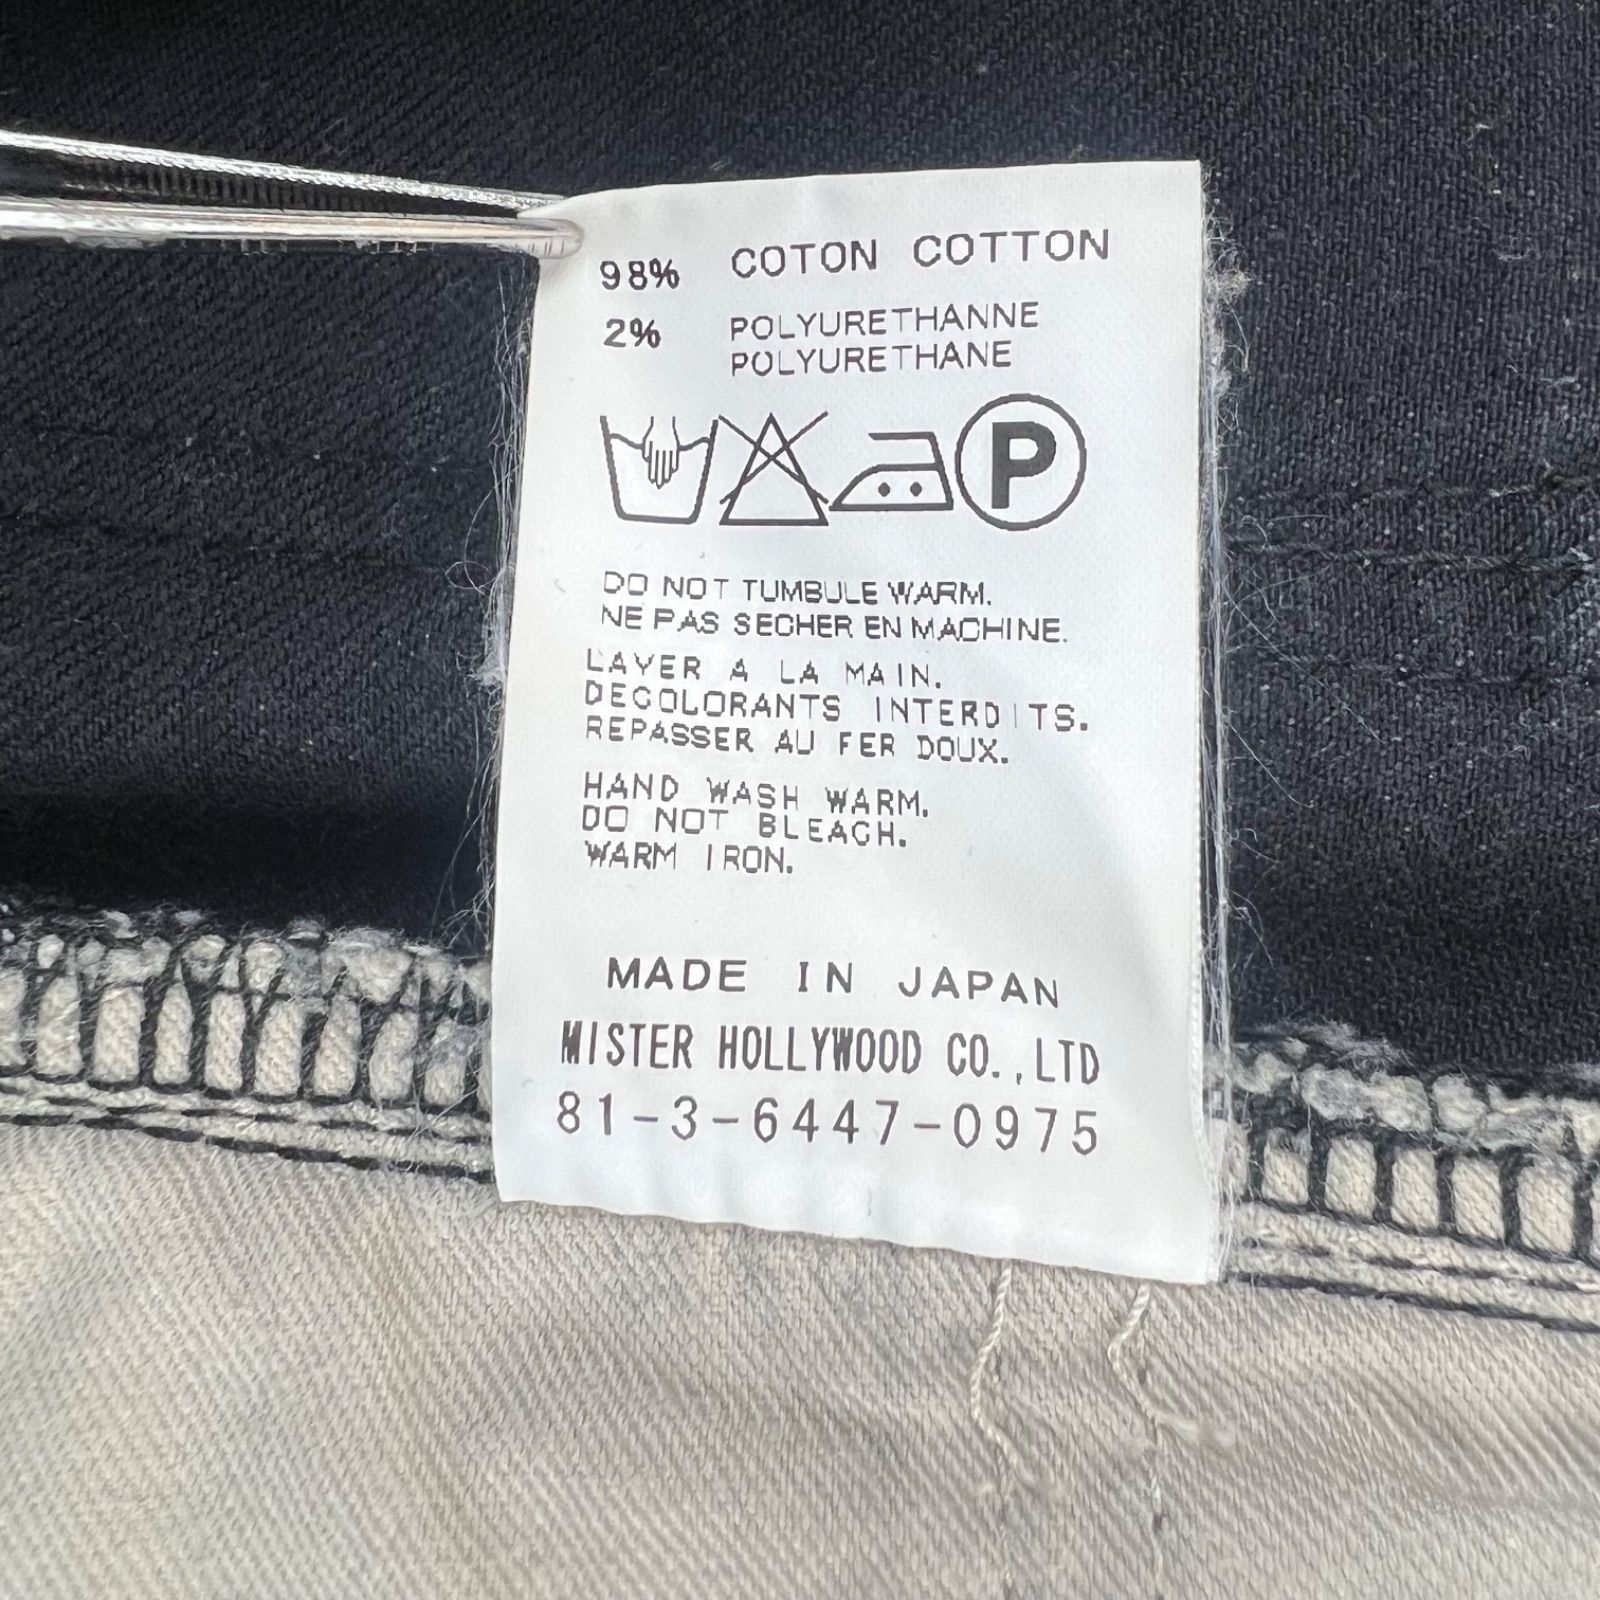 98% COTON COTTON
2% POLYURETHANNE
POLYURETHANE
P
DO NOT TUMBULE WARM.
NE PAS SECHER EN MACHINE.
LAVER A LA MAIN.
DECOLORANTS INTERDITS.
REPASSER AU FER DOUX.
HAND WASH WARM.
DO NOT BLEACH.
WARM IRON.
MADE IN JAPAN
MISTER HOLLYWOOD CO.,LTD
81-3-6447-0975